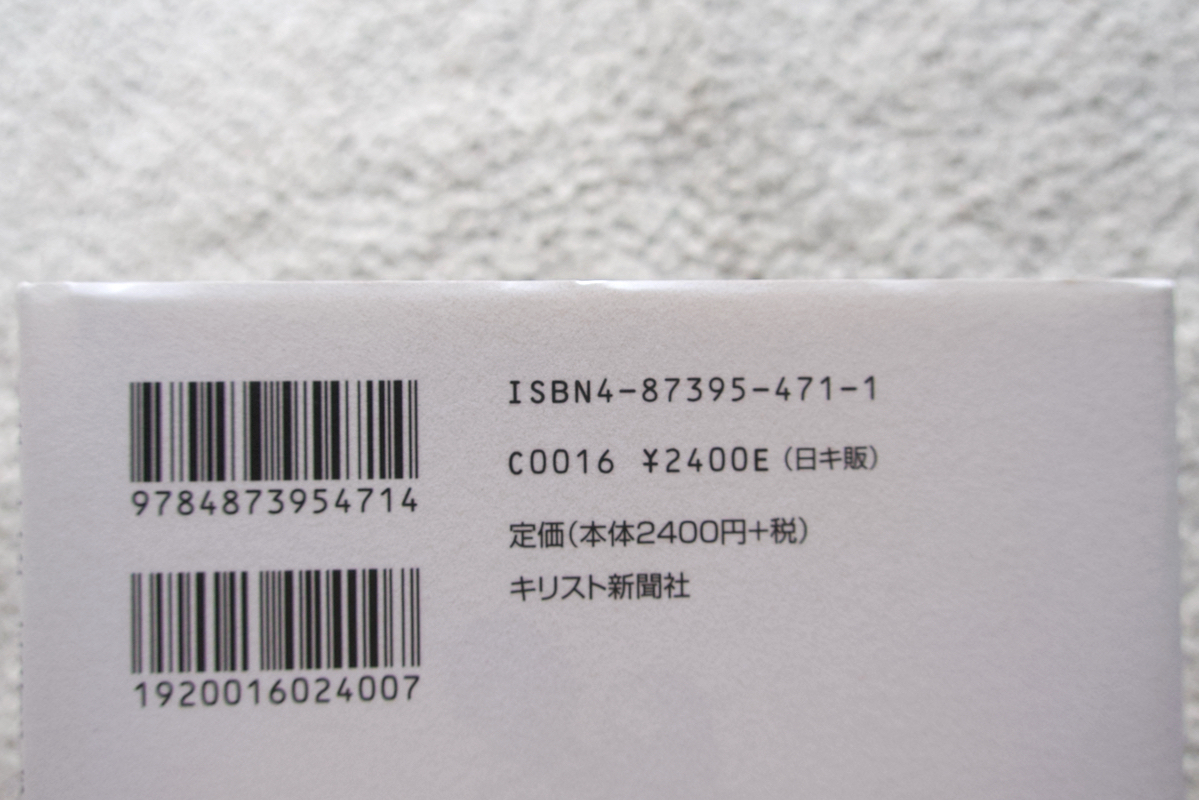 9784873954714
1920016024007
ISBN4-87395-471-1
C0016 ¥2400E（日キ販）
定価（本体2400円+税）
キリスト新聞社